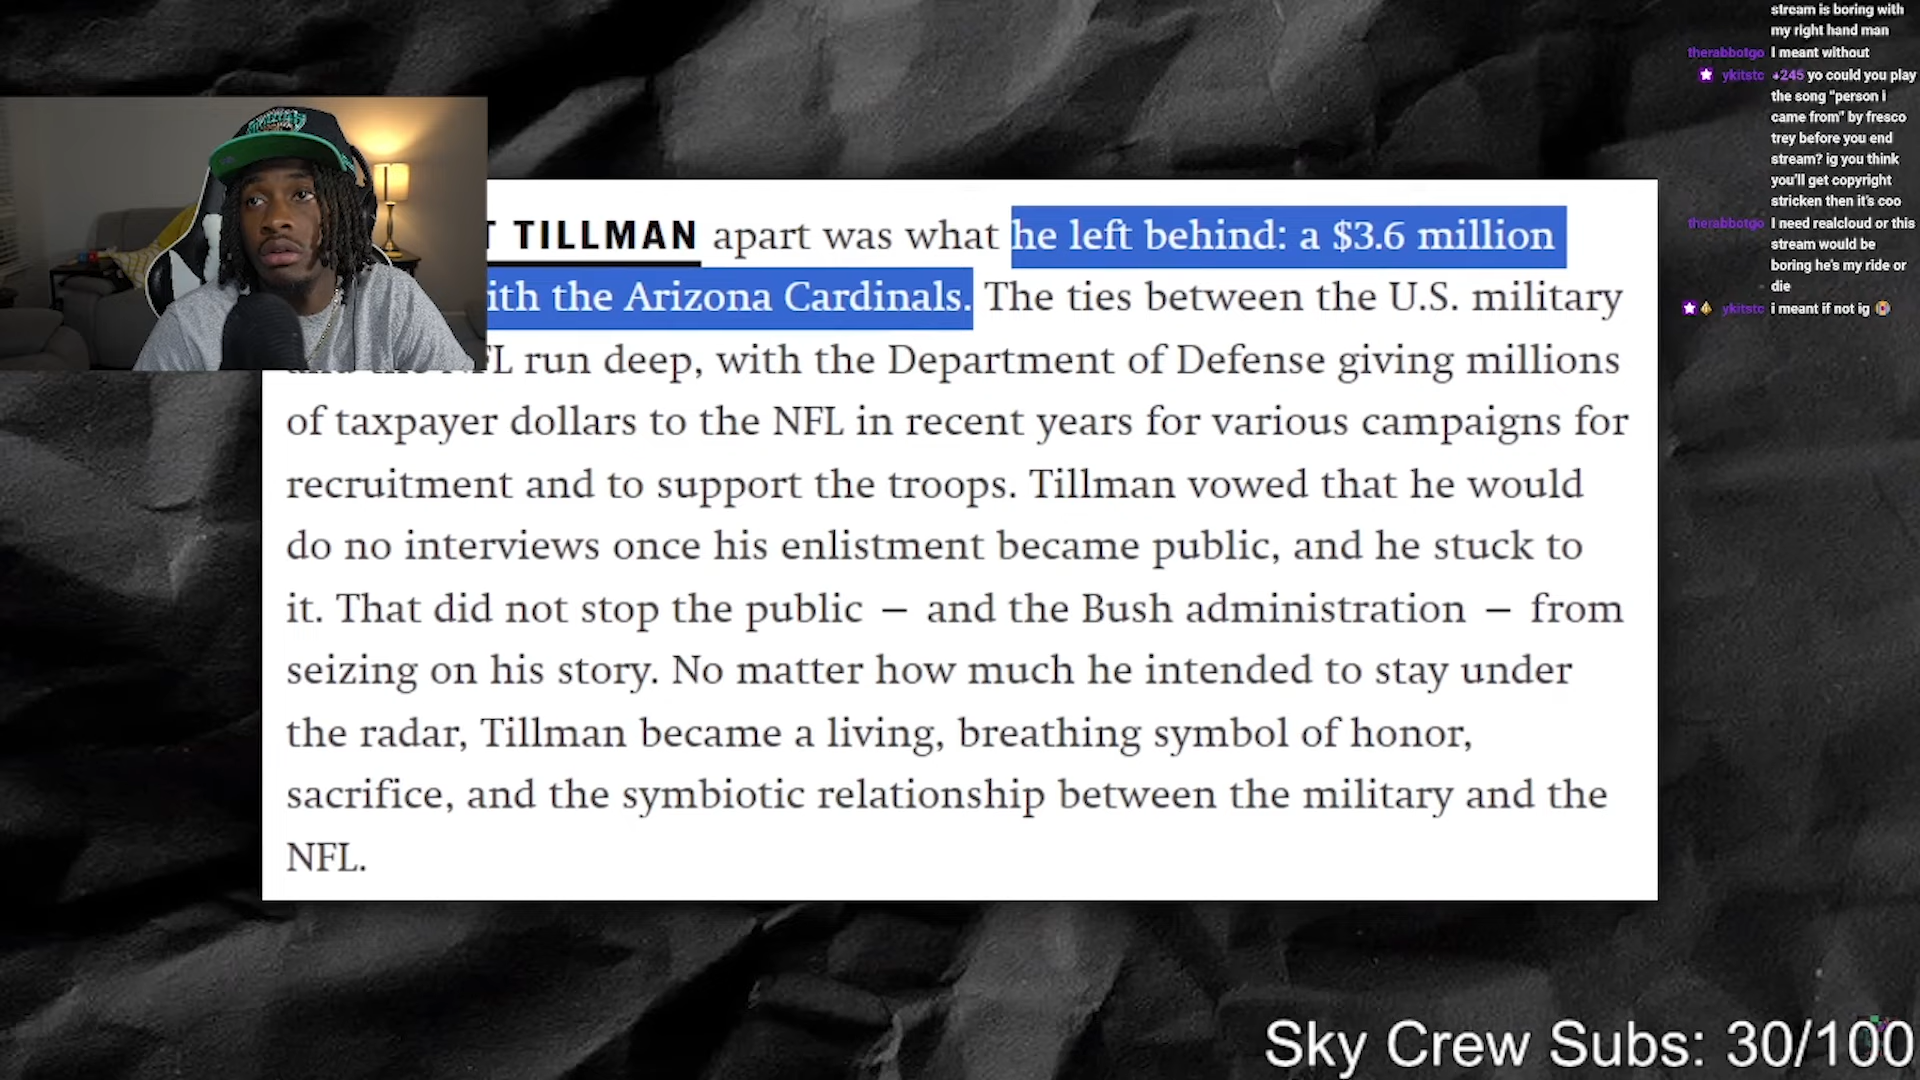 stream is boring with
my right hand man
therabbotgo I meant without
ykitstc +245 yo could you play
the song "person i
came from" by fresco
trey before you end
stream? ig you think
you'll get copyright
stricken then it's coo
therabbotgo I need realcloud or this
stream would be
boring he's my ride or
die
ykitstc i meant if not ig
T TILLMAN apart was what he left behind: a $3.6 million
ith the Arizona Cardinals. The ties between the U.S. military
and the NFL run deep, with the Department of Defense giving millions
of taxpayer dollars to the NFL in recent years for various campaigns for
recruitment and to support the troops. Tillman vowed that he would
do no interviews once his enlistment became public, and he stuck to
it. That did not stop the public — and the Bush administration — from
seizing on his story. No matter how much he intended to stay under
the radar, Tillman became a living, breathing symbol of honor,
sacrifice, and the symbiotic relationship between the military and the
NFL.
Sky Crew Subs: 30/100